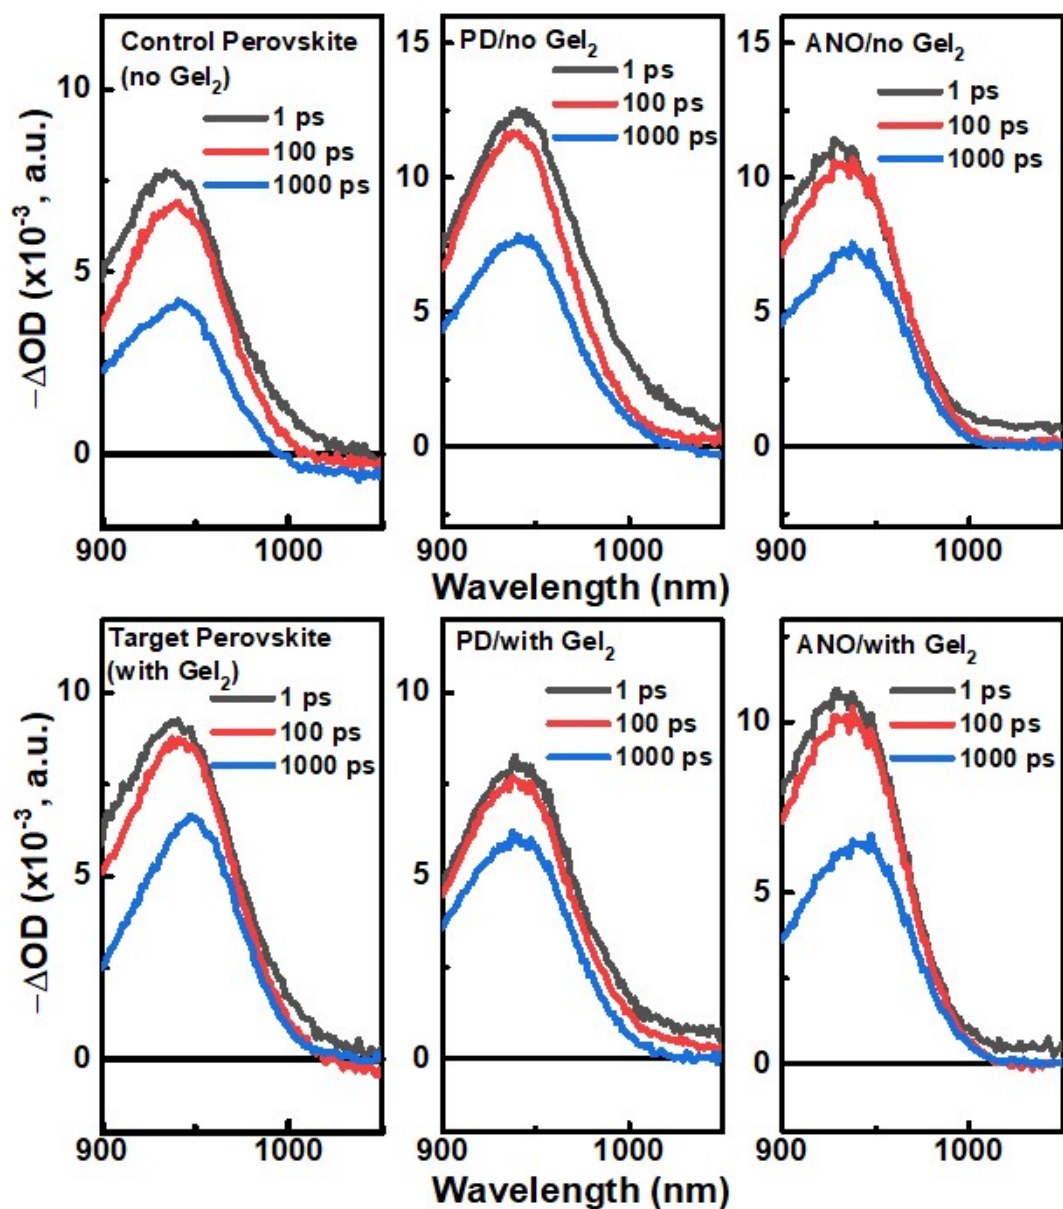 Control Perovskite
(no GeI₂)
1 ps
100 ps
1000 ps
10
5
0
900
1000
−ΔOD (x10⁻³, a.u.)
PD/no GeI₂
1 ps
100 ps
1000 ps
15
10
5
0
900
1000
Wavelength (nm)
ANO/no GeI₂
1 ps
100 ps
1000 ps
15
10
5
0
900
1000
Target Perovskite
(with GeI₂)
1 ps
100 ps
1000 ps
10
5
0
900
1000
−ΔOD (x10⁻³, a.u.)
PD/with GeI₂
1 ps
100 ps
1000 ps
10
5
0
900
1000
Wavelength (nm)
ANO/with GeI₂
1 ps
100 ps
1000 ps
10
5
0
900
1000